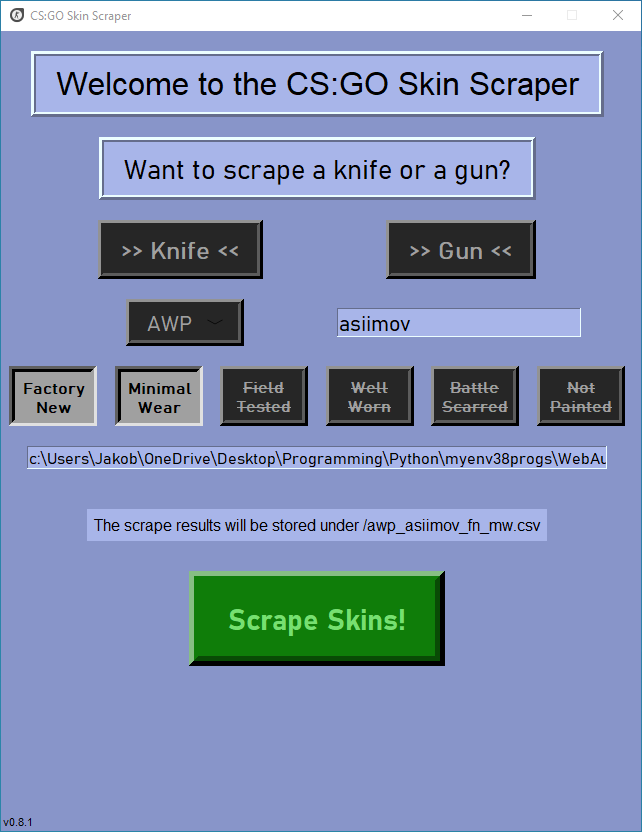 CS:GO Skin Scraper
Welcome to the CS:GO Skin Scraper
Want to scrape a knife or a gun?
>> Knife <<
>> Gun <<
AWP
asiimov
Factory
New
Minimal
Wear
Field
Tested
Well
Worn
Battle
Scarred
Not
Painted
c:\Users\Jakob\OneDrive\Desktop\Programming\Python\myenv38progs\WebAu
The scrape results will be stored under /awp_asiimov_fn_mw.csv
Scrape Skins!
v0.8.1